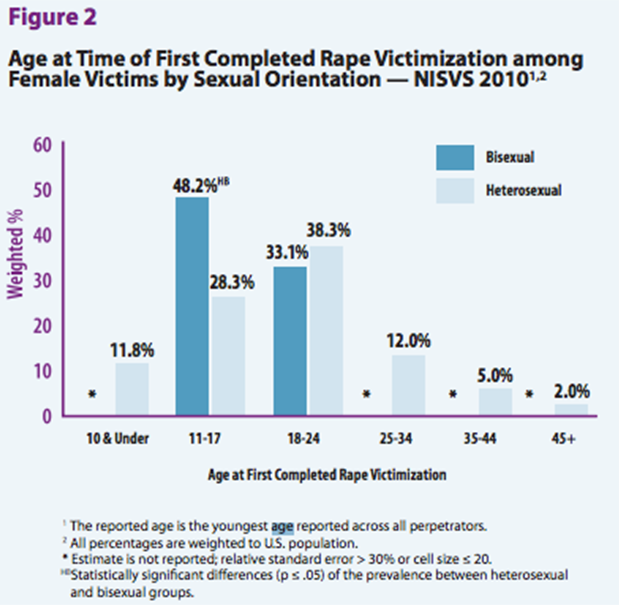 Figure 2
Age at Time of First Completed Rape Victimization among
Female Victims by Sexual Orientation — NISVS 2010¹,²
60
50
40
30
20
10
0
Weighted %
Bisexual
Heterosexual
*
11.8%
48.2%ᴴᴮ
28.3%
33.1%
38.3%
*
12.0%
*
5.0%
*
2.0%
10 & Under 11-17 18-24 25-34 35-44 45+
Age at First Completed Rape Victimization
¹ The reported age is the youngest age reported across all perpetrators.
² All percentages are weighted to U.S. population.
* Estimate is not reported; relative standard error > 30% or cell size ≤ 20.
ᴴᴮStatistically significant differences (p ≤ .05) of the prevalence between heterosexual
and bisexual groups.